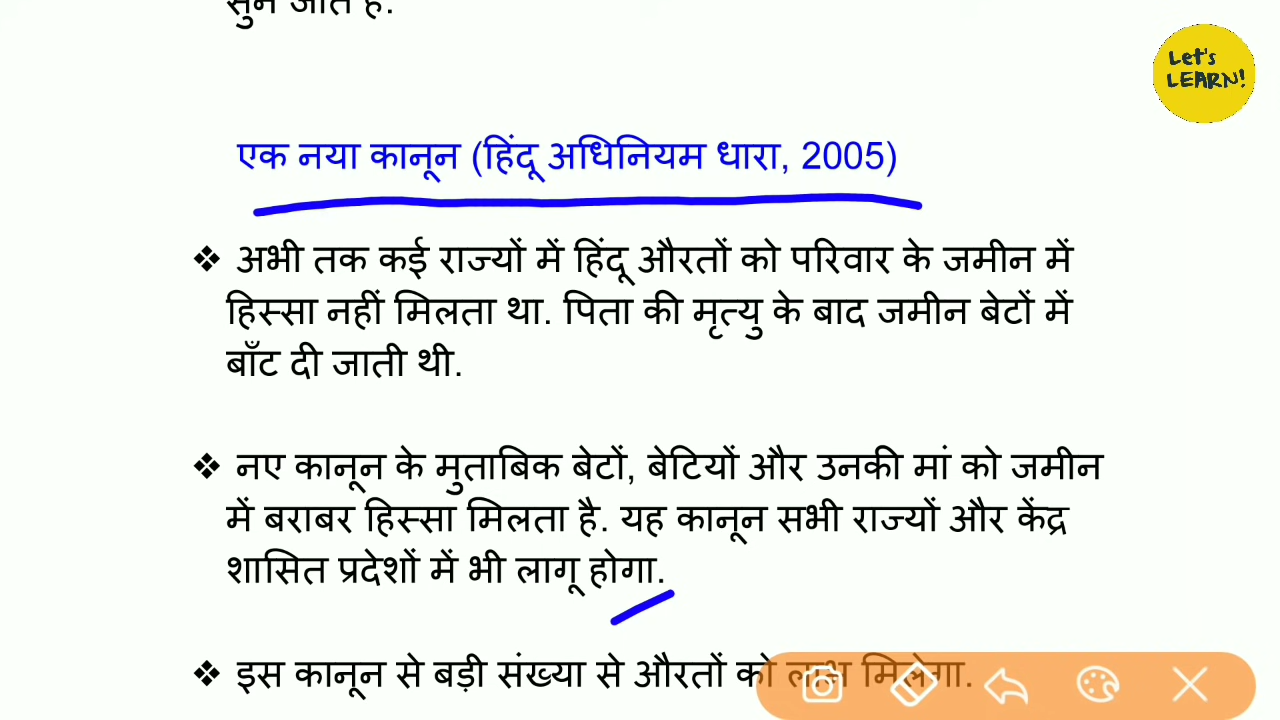 सुने जाते हैं.
Let's
LEARN!
एक नया कानून (हिंदू अधिनियम धारा, 2005)
❖ अभी तक कई राज्यों में हिंदू औरतों को परिवार के जमीन में
हिस्सा नहीं मिलता था. पिता की मृत्यु के बाद जमीन बेटों में
बाँट दी जाती थी.
❖ नए कानून के मुताबिक बेटों, बेटियों और उनकी मां को जमीन
में बराबर हिस्सा मिलता है. यह कानून सभी राज्यों और केंद्र
शासित प्रदेशों में भी लागू होगा.
❖ इस कानून से बड़ी संख्या से औरतों को लाभ मिलेगा.